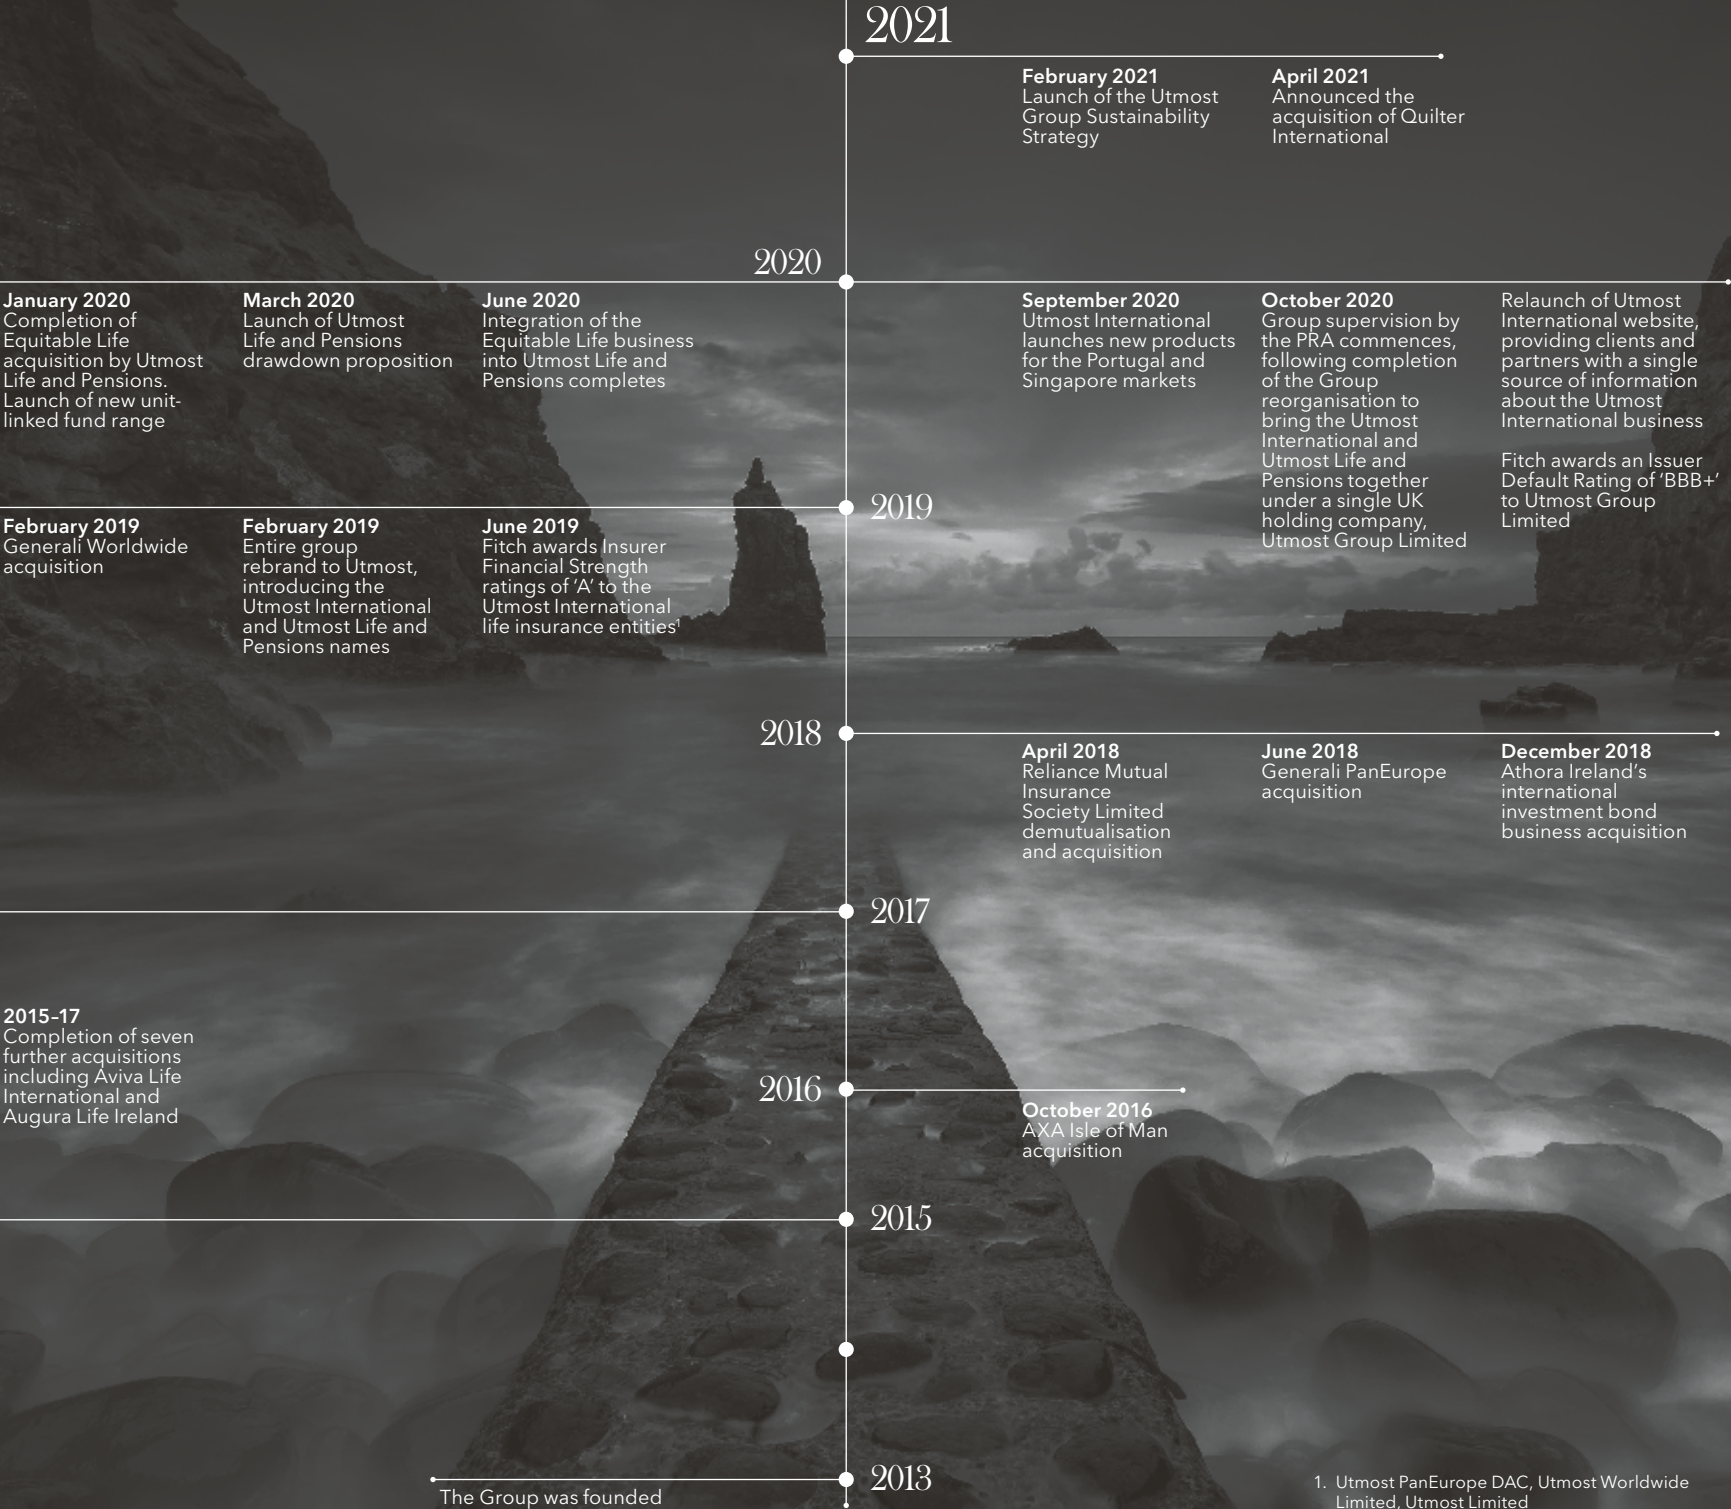 2021
February 2021
Launch of the Utmost
Group Sustainability
Strategy
April 2021
Announced the
acquisition of Quilter
International
2020
January 2020
Completion of
Equitable Life
acquisition by Utmost
Life and Pensions.
Launch of new unit-
linked fund range
March 2020
Launch of Utmost
Life and Pensions
drawdown proposition
June 2020
Integration of the
Equitable Life business
into Utmost Life and
Pensions completes
September 2020
Utmost International
launches new products
for the Portugal and
Singapore markets
October 2020
Group supervision by
the PRA commences,
following completion
of the Group
reorganisation to
bring the Utmost
International and
Utmost Life and
Pensions together
under a single UK
holding company,
Utmost Group Limited
Relaunch of Utmost
International website,
providing clients and
partners with a single
source of information
about the Utmost
International business
Fitch awards an Issuer
Default Rating of ‘BBB+’
to Utmost Group
Limited
2019
February 2019
Generali Worldwide
acquisition
February 2019
Entire group
rebrand to Utmost,
introducing the
Utmost International
and Utmost Life and
Pensions names
June 2019
Fitch awards Insurer
Financial Strength
ratings of ‘A’ to the
Utmost International
life insurance entities¹
2018
April 2018
Reliance Mutual
Insurance
Society Limited
demutualisation
and acquisition
June 2018
Generali PanEurope
acquisition
December 2018
Athora Ireland’s
international
investment bond
business acquisition
2017
2015–17
Completion of seven
further acquisitions
including Aviva Life
International and
Augura Life Ireland
2016
October 2016
AXA Isle of Man
acquisition
2015
2013
The Group was founded
1. Utmost PanEurope DAC, Utmost Worldwide
Limited, Utmost Limited